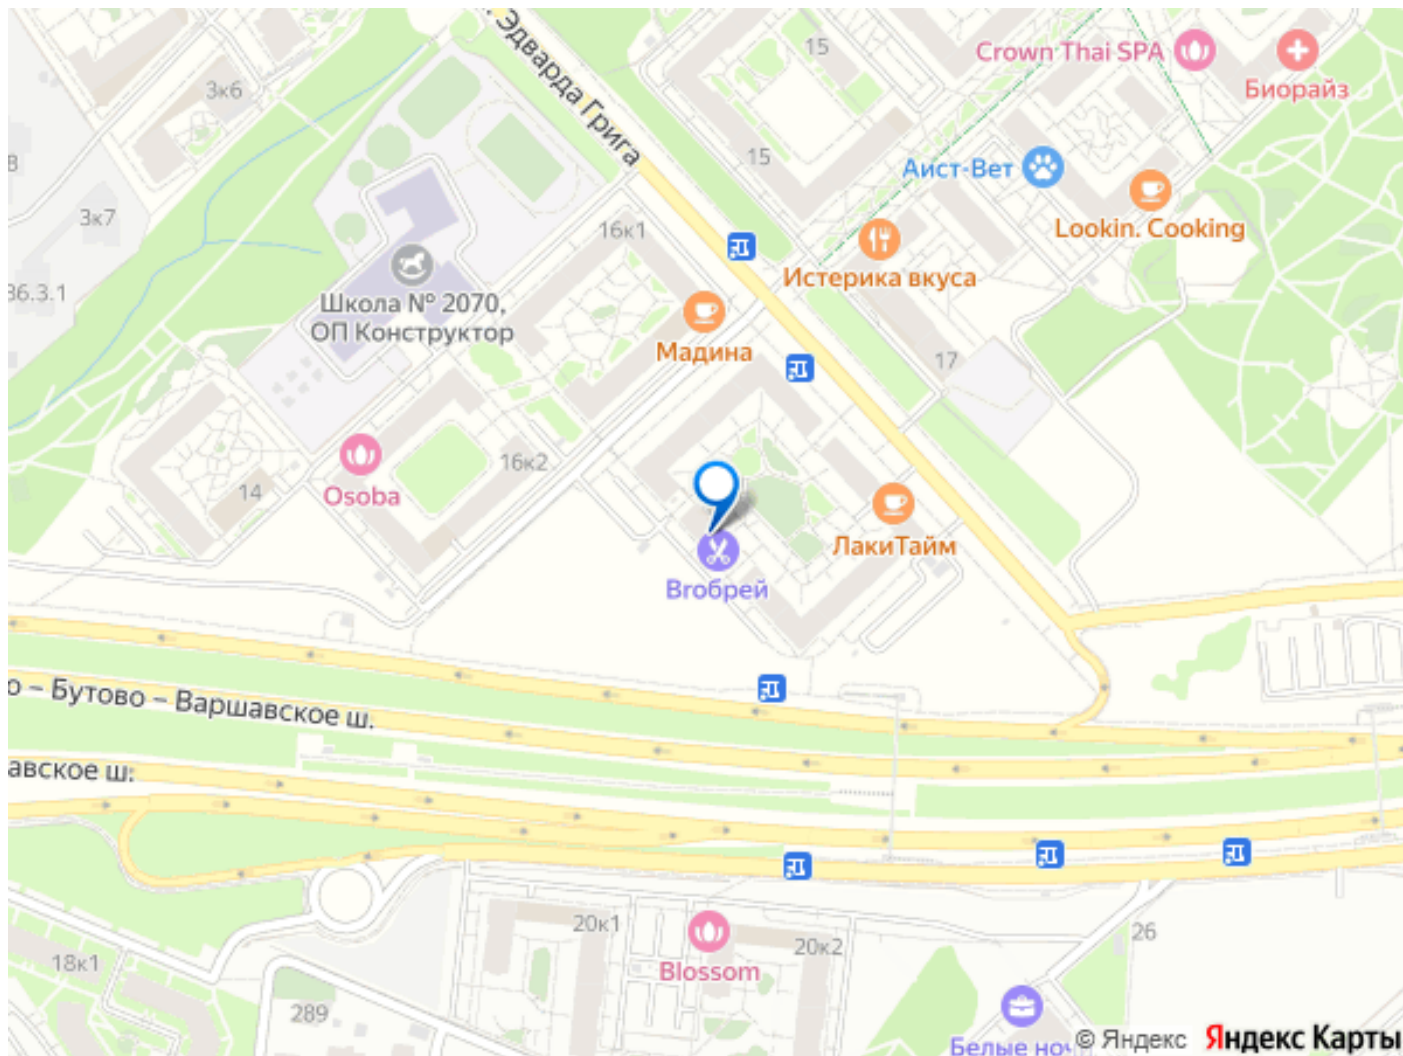 Эдварда Грига
15
Crown Thai SPA
Биорайз
3к6
15
Аист-Вет
3к7
Lookin. Cooking
16к1
Истерика вкуса
36.3.1
Школа № 2070,
ОП Конструктор
Мадина
17
16к2
14
Osoba
ЛакиТайм
Вгобрей
о – Бутово – Варшавское ш.
авское ш.
20к1
20к2
26
18к1
Blossom
289
Белые ноч
© Яндекс Яндекс Карты